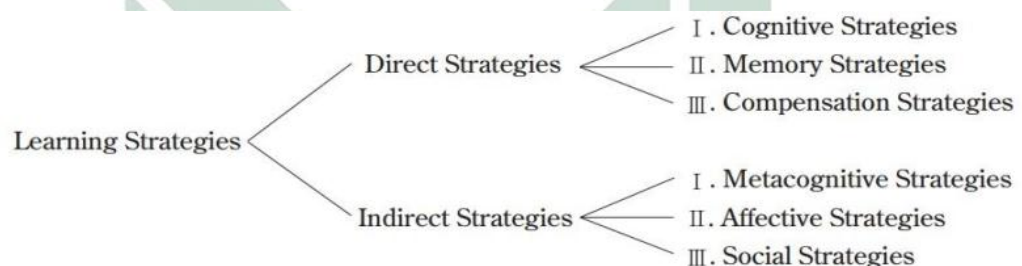 Learning Strategies
Direct Strategies
Ⅰ. Cognitive Strategies
Ⅱ. Memory Strategies
Ⅲ. Compensation Strategies
Indirect Strategies
Ⅰ. Metacognitive Strategies
Ⅱ. Affective Strategies
Ⅲ. Social Strategies